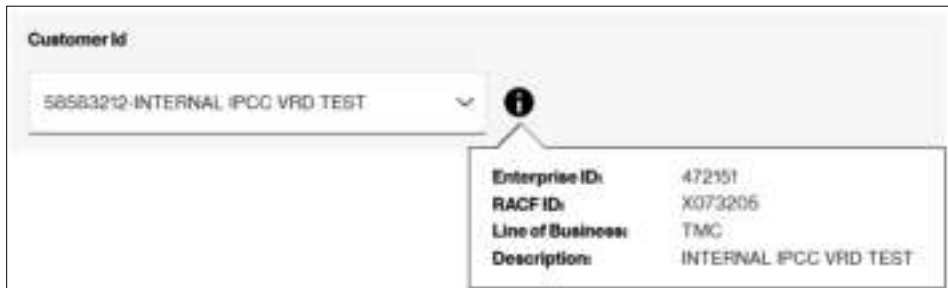 Customer Id
58583212-INTERNAL IPCC VRD TEST
Enterprise ID: 472151
RACF ID: X073205
Line of Business: TMC
Description: INTERNAL IPCC VRD TEST